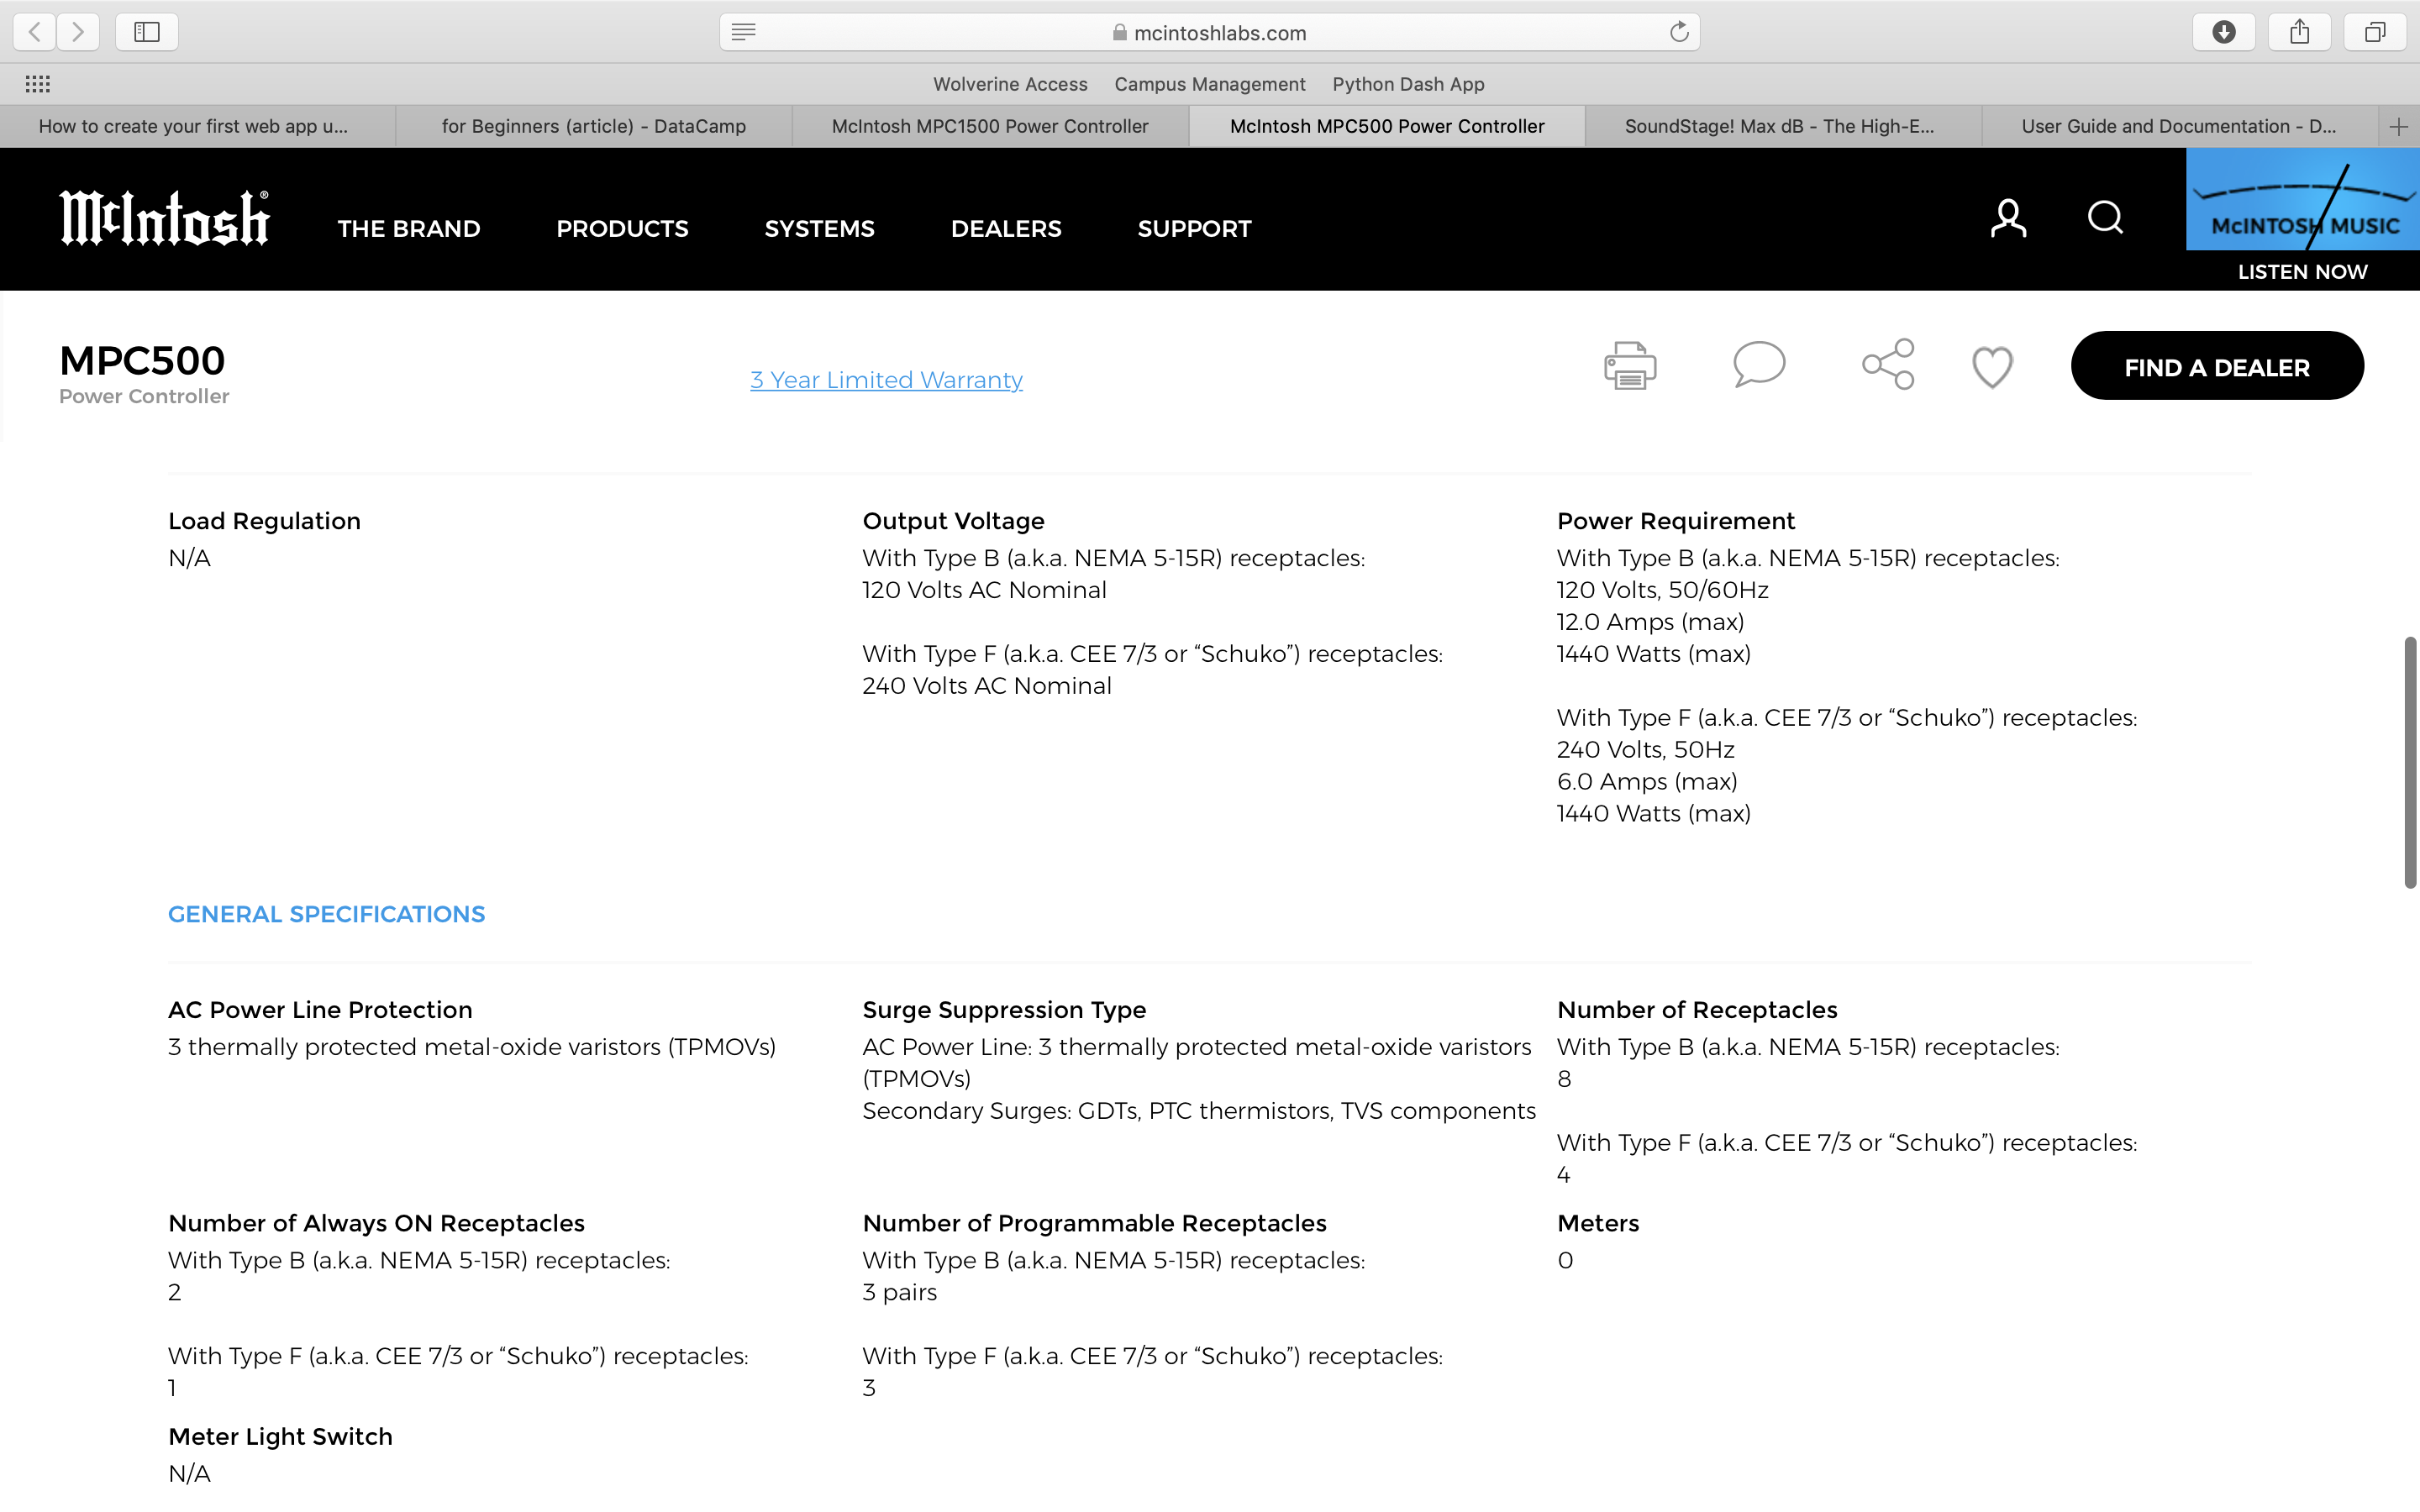 mcintoshlabs.com
Wolverine Access Campus Management Python Dash App
How to create your first web app u... for Beginners (article) - DataCamp McIntosh MPC1500 Power Controller McIntosh MPC500 Power Controller SoundStage! Max dB - The High-E... User Guide and Documentation - D...
McIntosh® THE BRAND PRODUCTS SYSTEMS DEALERS SUPPORT
McINTOSH MUSIC
LISTEN NOW
MPC500
Power Controller
3 Year Limited Warranty
FIND A DEALER
Load Regulation
N/A
Output Voltage
With Type B (a.k.a. NEMA 5-15R) receptacles:
120 Volts AC Nominal
With Type F (a.k.a. CEE 7/3 or “Schuko”) receptacles:
240 Volts AC Nominal
Power Requirement
With Type B (a.k.a. NEMA 5-15R) receptacles:
120 Volts, 50/60Hz
12.0 Amps (max)
1440 Watts (max)
With Type F (a.k.a. CEE 7/3 or “Schuko”) receptacles:
240 Volts, 50Hz
6.0 Amps (max)
1440 Watts (max)
GENERAL SPECIFICATIONS
AC Power Line Protection
3 thermally protected metal-oxide varistors (TPMOVs)
Surge Suppression Type
AC Power Line: 3 thermally protected metal-oxide varistors
(TPMOVs)
Secondary Surges: GDTs, PTC thermistors, TVS components
Number of Receptacles
With Type B (a.k.a. NEMA 5-15R) receptacles:
8
With Type F (a.k.a. CEE 7/3 or “Schuko”) receptacles:
4
Number of Always ON Receptacles
With Type B (a.k.a. NEMA 5-15R) receptacles:
2
With Type F (a.k.a. CEE 7/3 or “Schuko”) receptacles:
1
Number of Programmable Receptacles
With Type B (a.k.a. NEMA 5-15R) receptacles:
3 pairs
With Type F (a.k.a. CEE 7/3 or “Schuko”) receptacles:
3
Meters
0
Meter Light Switch
N/A